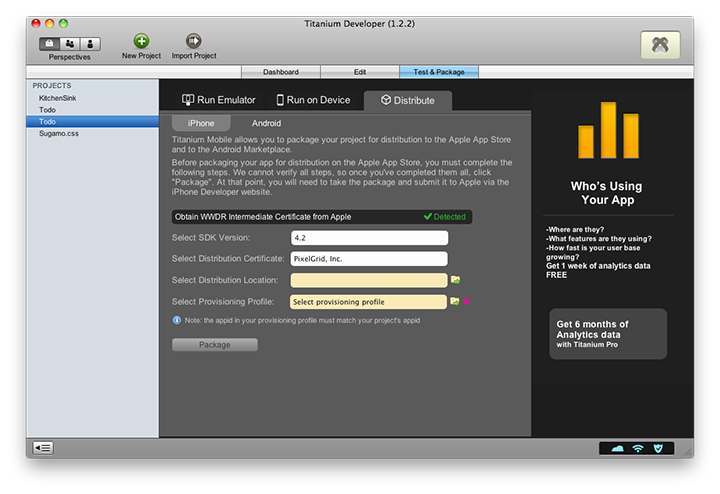 Titanium Developer (1.2.2)
Perspectives
New Project
Import Project
Dashboard
Edit
Test & Package
PROJECTS
KitchenSink
Todo
Todo
Sugamo.css
Run Emulator
Run on Device
Distribute
iPhone
Android
Titanium Mobile allows you to package your project for distribution to the Apple App Store
and to the Android Marketplace.
Before packaging your app for distribution on the Apple App Store, you must complete the
following steps. We cannot verify all steps, so once you've completed them all, click
"Package". At that point, you will need to take the package and submit it to Apple via the
iPhone Developer website.
Obtain WWDR Intermediate Certificate from Apple
Detected
Select SDK Version:
4.2
Select Distribution Certificate:
PixelGrid, Inc.
Select Distribution Location:
Select Provisioning Profile:
Select provisioning profile
Note: the appid in your provisioning profile must match your project's appid
Package
Who's Using
Your App
-Where are they?
-What features are they using?
-How fast is your user base
growing?
Get 1 week of analytics data
FREE
Get 6 months of
Analytics data
with Titanium Pro